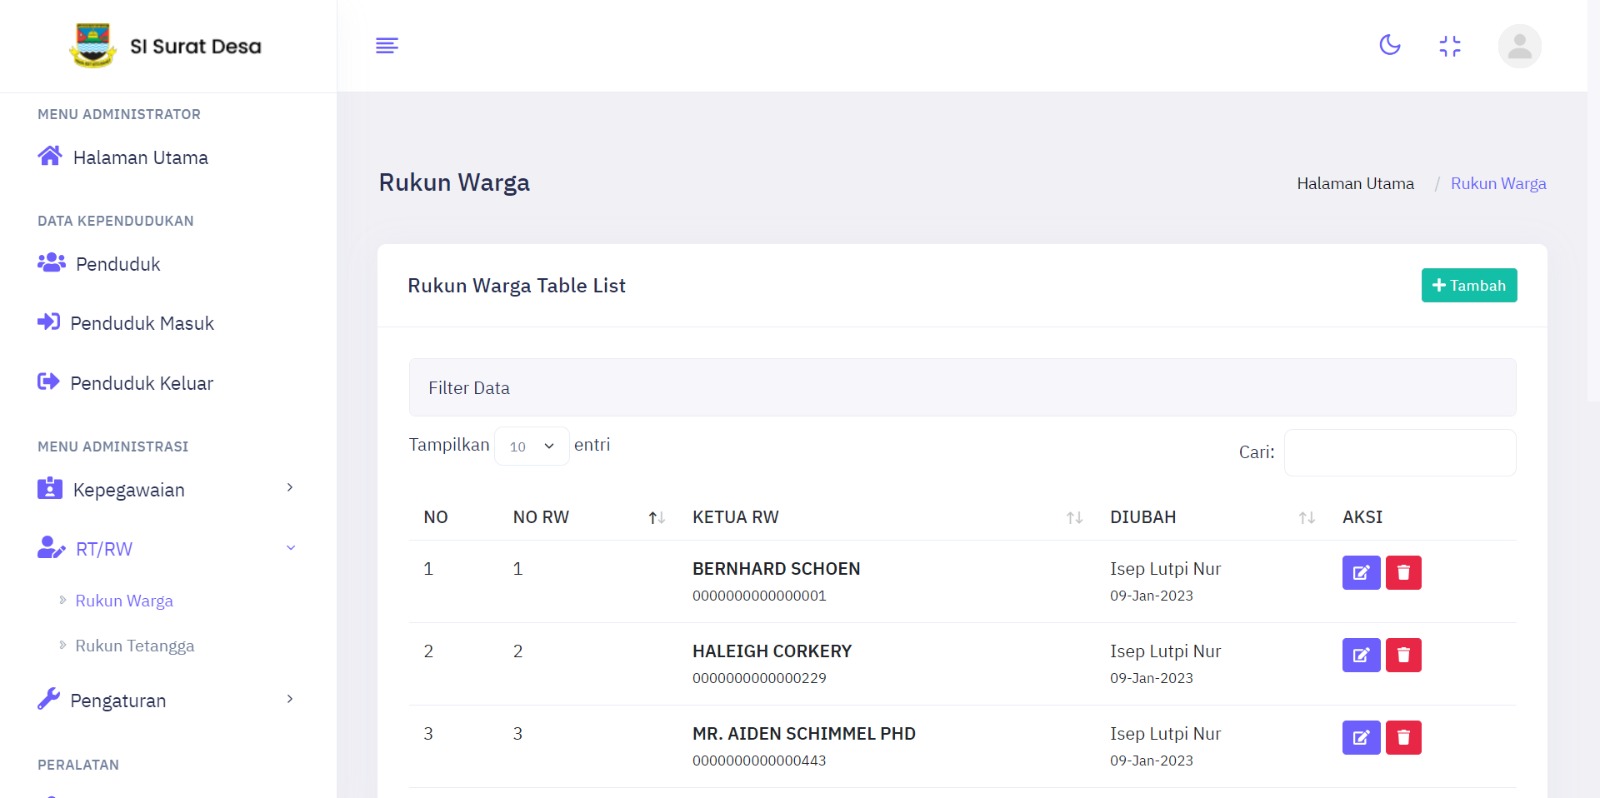 SI Surat Desa
MENU ADMINISTRATOR
Halaman Utama
DATA KEPENDUDUKAN
Penduduk
Penduduk Masuk
Penduduk Keluar
MENU ADMINISTRASI
Kepegawaian
RT/RW
Rukun Warga
Rukun Tetangga
Pengaturan
PERALATAN
Rukun Warga
Halaman Utama / Rukun Warga
Rukun Warga Table List
Tambah
Filter Data
Tampilkan 10 entri
Cari:
NO NO RW KETUA RW DIUBAH AKSI
1 1 BERNHARD SCHOEN Isep Lutpi Nur
0000000000000001 09-Jan-2023
2 2 HALEIGH CORKERY Isep Lutpi Nur
0000000000000229 09-Jan-2023
3 3 MR. AIDEN SCHIMMEL PHD Isep Lutpi Nur
0000000000000443 09-Jan-2023